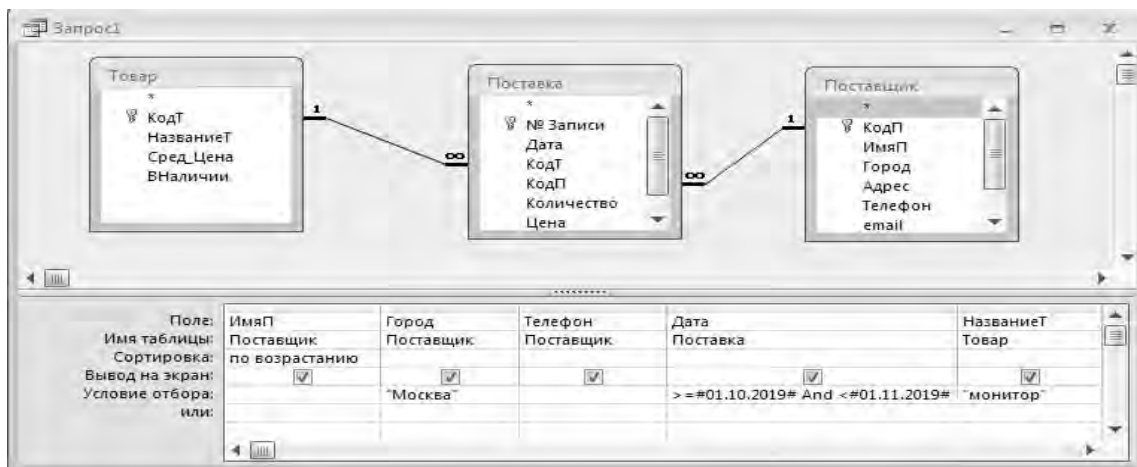 Запрос1
Товар
*
КодТ
НазваниеТ
Сред_Цена
ВНаличии
1
∞
Поставка
*
№ Записи
Дата
КодТ
КодП
Количество
Цена
∞
1
Поставщик
*
КодП
ИмяП
Город
Адрес
Телефон
email
Поле: ИмяП Город Телефон Дата НазваниеТ
Имя таблицы: Поставщик Поставщик Поставщик Поставка Товар
Сортировка: по возрастанию
Вывод на экран:
Условие отбора: "Москва" >=#01.10.2019# And <#01.11.2019# "монитор"
или: